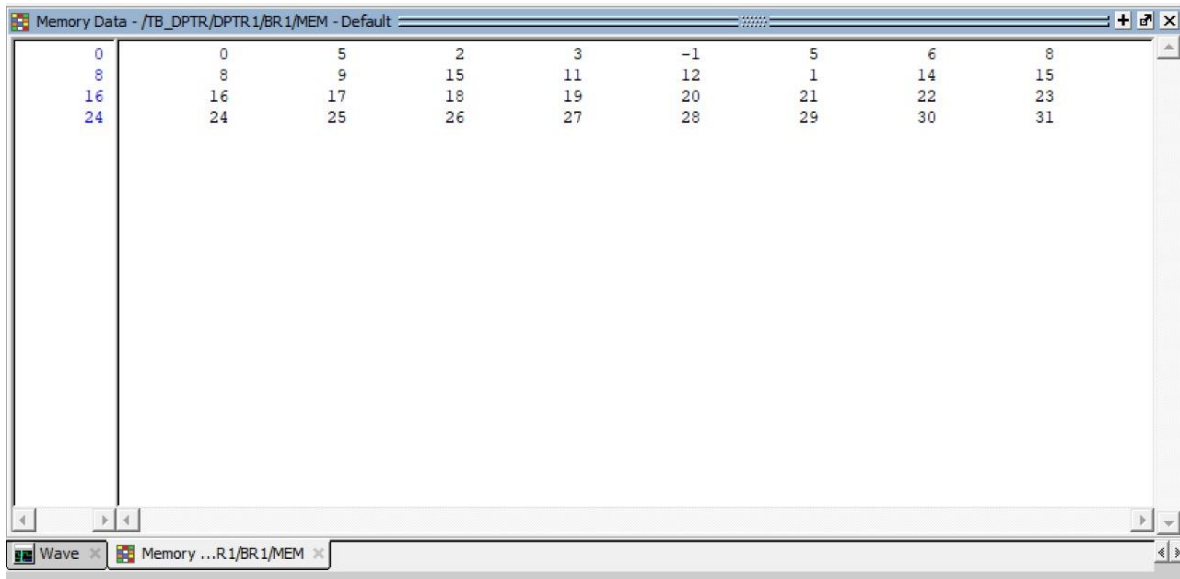 Memory Data - /TB_DPTR/DPTR1/BR1/MEM - Default
0 0 5 2 3 -1 5 6 8
8 8 9 15 11 12 1 14 15
16 16 17 18 19 20 21 22 23
24 24 25 26 27 28 29 30 31
Wave Memory ...R1/BR1/MEM